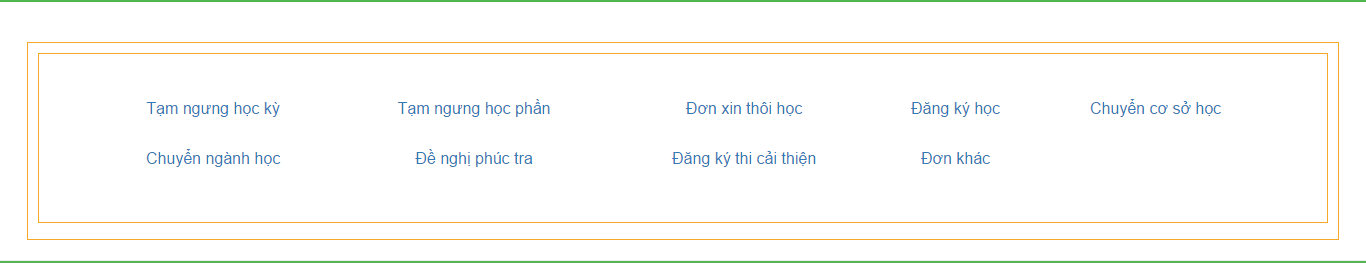 Tạm ngưng học kỳ Tạm ngưng học phần Đơn xin thôi học Đăng ký học Chuyển cơ sở học
Chuyển ngành học Đề nghị phúc tra Đăng ký thi cải thiện Đơn khác